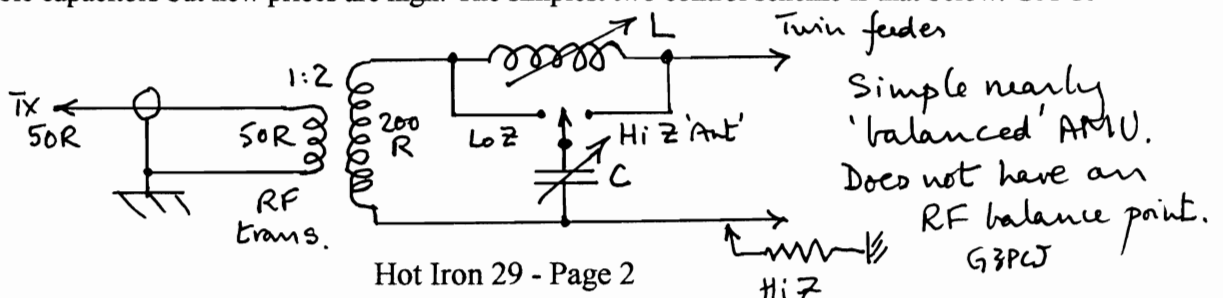 L
Twin feeder
1:2
Tx
50R
50R
200
R
Lo Z
Hi Z 'Ant'
C
RF
trans.
Simple nearly
'balanced' AMU.
Does not have an
RF balance point.
G3PCJ
Hi Z
Hot Iron 29 - Page 2